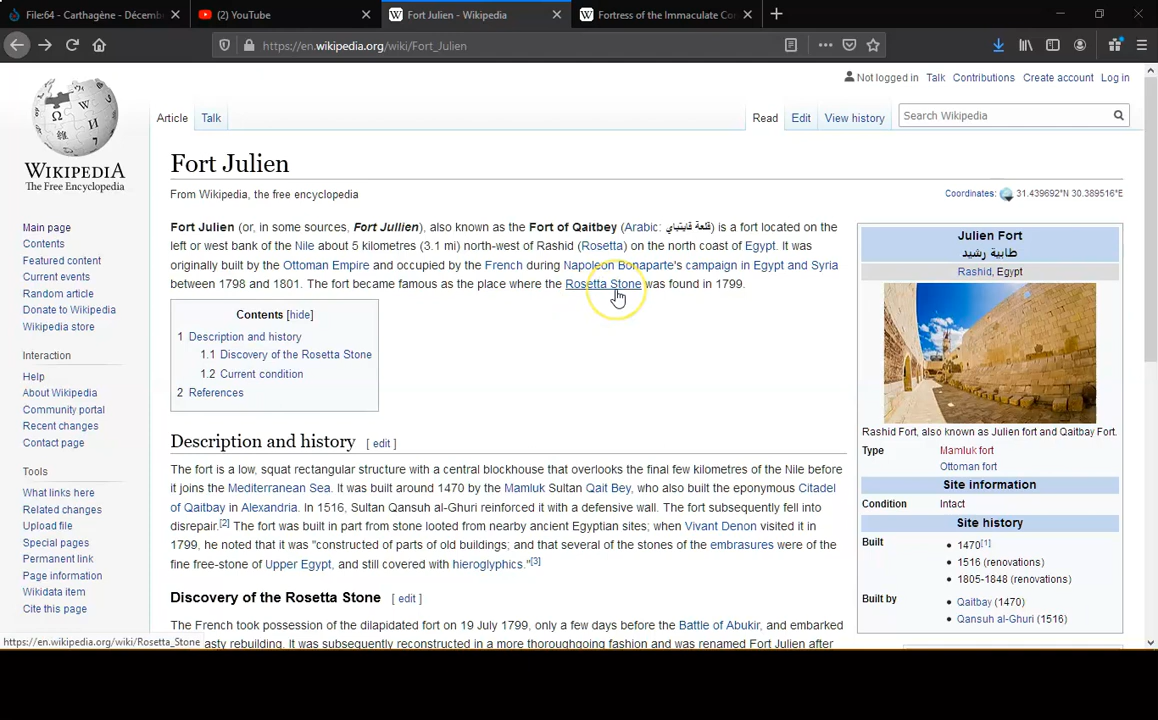 File:64 - Carthagène - Décemb
(2) YouTube
Fort Julien - Wikipedia
Fortress of the Immaculate Co
https://en.wikipedia.org/wiki/Fort_Julien
Not logged in Talk Contributions Create account Log in
Article Talk
Read Edit View history
Search Wikipedia
WIKIPEDIA
The Free Encyclopedia
Main page
Contents
Featured content
Current events
Random article
Donate to Wikipedia
Wikipedia store
Interaction
Help
About Wikipedia
Community portal
Recent changes
Contact page
Tools
What links here
Related changes
Upload file
Special pages
Permanent link
Page information
Wikidata item
Cite this page
Fort Julien
From Wikipedia, the free encyclopedia
Coordinates: 31.439692°N 30.389516°E
Fort Julien (or, in some sources, Fort Jullien), also known as the Fort of Qaitbey (Arabic: قلعة قايتباي) is a fort located on the
left or west bank of the Nile about 5 kilometres (3.1 mi) north-west of Rashid (Rosetta) on the north coast of Egypt. It was
originally built by the Ottoman Empire and occupied by the French during Napoleon Bonaparte's campaign in Egypt and Syria
between 1798 and 1801. The fort became famous as the place where the Rosetta Stone was found in 1799.
Contents [hide]
1 Description and history
1.1 Discovery of the Rosetta Stone
1.2 Current condition
2 References
Description and history [ edit ]
The fort is a low, squat rectangular structure with a central blockhouse that overlooks the final few kilometres of the Nile before
it joins the Mediterranean Sea. It was built around 1470 by the Mamluk Sultan Qait Bey, who also built the eponymous Citadel
of Qaitbay in Alexandria. In 1516, Sultan Qansuh al-Ghuri reinforced it with a defensive wall. The fort subsequently fell into
disrepair.[2] The fort was built in part from stone looted from nearby ancient Egyptian sites; when Vivant Denon visited it in
1799, he noted that it was "constructed of parts of old buildings; and that several of the stones of the embrasures were of the
fine free-stone of Upper Egypt, and still covered with hieroglyphics."[3]
Discovery of the Rosetta Stone [ edit ]
The French took possession of the dilapidated fort on 19 July 1799, only a few days before the Battle of Abukir, and embarked
asty rebuilding. It was subsequently reconstructed in a more thoroughgoing fashion and was renamed Fort Julien after
Julien Fort
طابية رشيد
Rashid, Egypt
Rashid Fort, also known as Julien fort and Qaitbay Fort.
Type Mamluk fort
Ottoman fort
Site information
Condition Intact
Site history
Built • 1470[1]
• 1516 (renovations)
• 1805-1848 (renovations)
Built by • Qaitbay (1470)
• Qansuh al-Ghuri (1516)
https://en.wikipedia.org/wiki/Rosetta_Stone